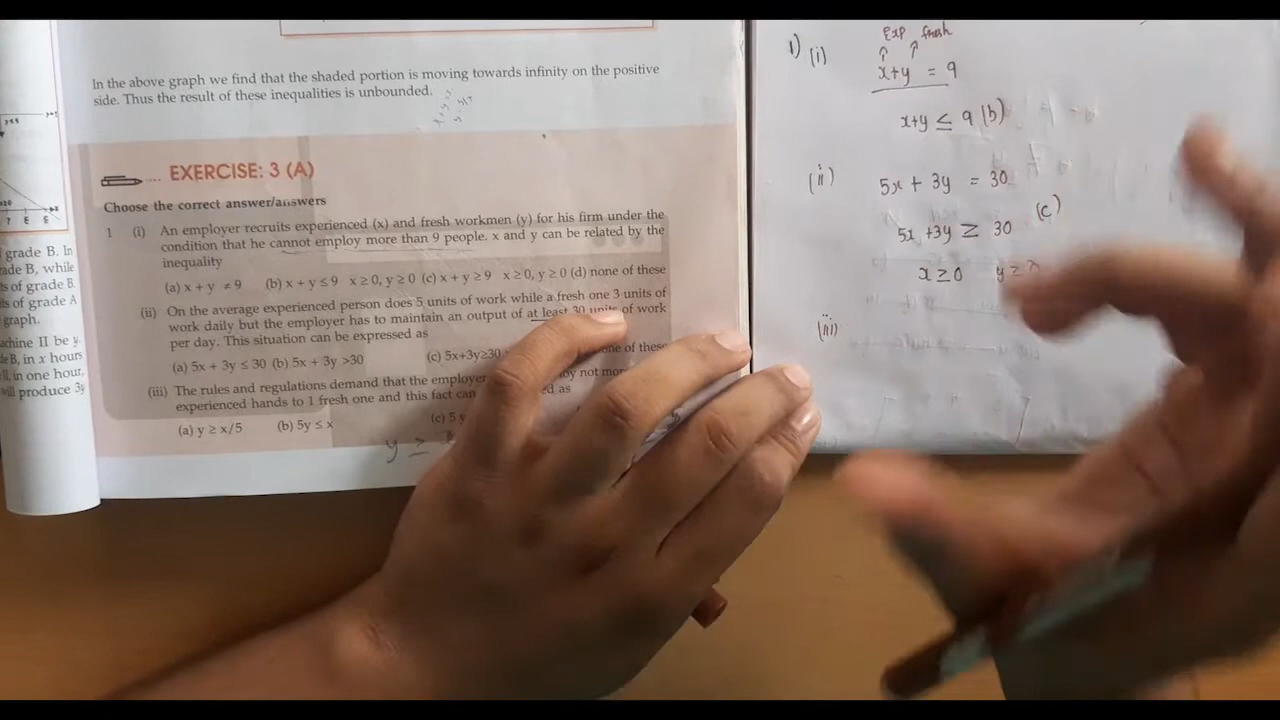 In the above graph we find that the shaded portion is moving towards infinity on the positive
side. Thus the result of these inequalities is unbounded.
EXERCISE: 3 (A)
Choose the correct answer/answers
1 (i) An employer recruits experienced (x) and fresh workmen (y) for his firm under the
condition that he cannot employ more than 9 people. x and y can be related by the
inequality
(a) x + y ≠ 9 (b) x + y ≤ 9 x ≥ 0, y ≥ 0 (c) x + y ≥ 9 x ≥ 0, y ≥ 0 (d) none of these
(ii) On the average experienced person does 5 units of work while a fresh one 3 units of
work daily but the employer has to maintain an output of at least 30 units of work
per day. This situation can be expressed as
(a) 5x + 3y ≤ 30 (b) 5x + 3y >30 (c) 5x+3y≥30 of these
(iii) The rules and regulations demand that the employer not
experienced hands to 1 fresh one and this fact as
(a) y ≥ x/5 (b) 5y ≤ x (c) 5
y ≥
grade B. In
B, while
of grade B.
of grade A
graph.
II be y.
B, in x hours
in one hour,
produce 3y
1) (i) Exp fresh
x+y = 9
x+y ≤ 9 (b)
(ii) 5x + 3y = 30
5x +3y ≥ 30 (c)
x ≥ 0 y ≥
(iii)